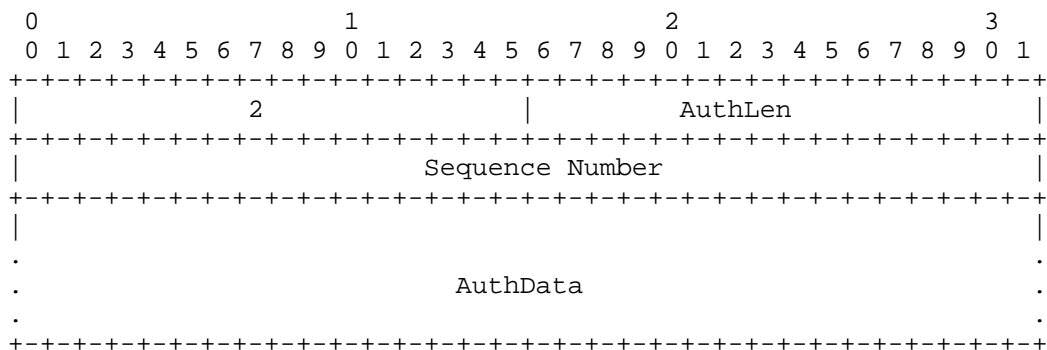 0                   1                   2                   3
0 1 2 3 4 5 6 7 8 9 0 1 2 3 4 5 6 7 8 9 0 1 2 3 4 5 6 7 8 9 0 1
+-+-+-+-+-+-+-+-+-+-+-+-+-+-+-+-+-+-+-+-+-+-+-+-+-+-+-+-+-+-+-+-+
|              2                |         AuthLen               |
+-+-+-+-+-+-+-+-+-+-+-+-+-+-+-+-+-+-+-+-+-+-+-+-+-+-+-+-+-+-+-+-+
|                         Sequence Number                       |
+-+-+-+-+-+-+-+-+-+-+-+-+-+-+-+-+-+-+-+-+-+-+-+-+-+-+-+-+-+-+-+-+
|                                                               |
.                                                               .
.                           AuthData                            .
.                                                               .
+-+-+-+-+-+-+-+-+-+-+-+-+-+-+-+-+-+-+-+-+-+-+-+-+-+-+-+-+-+-+-+-+